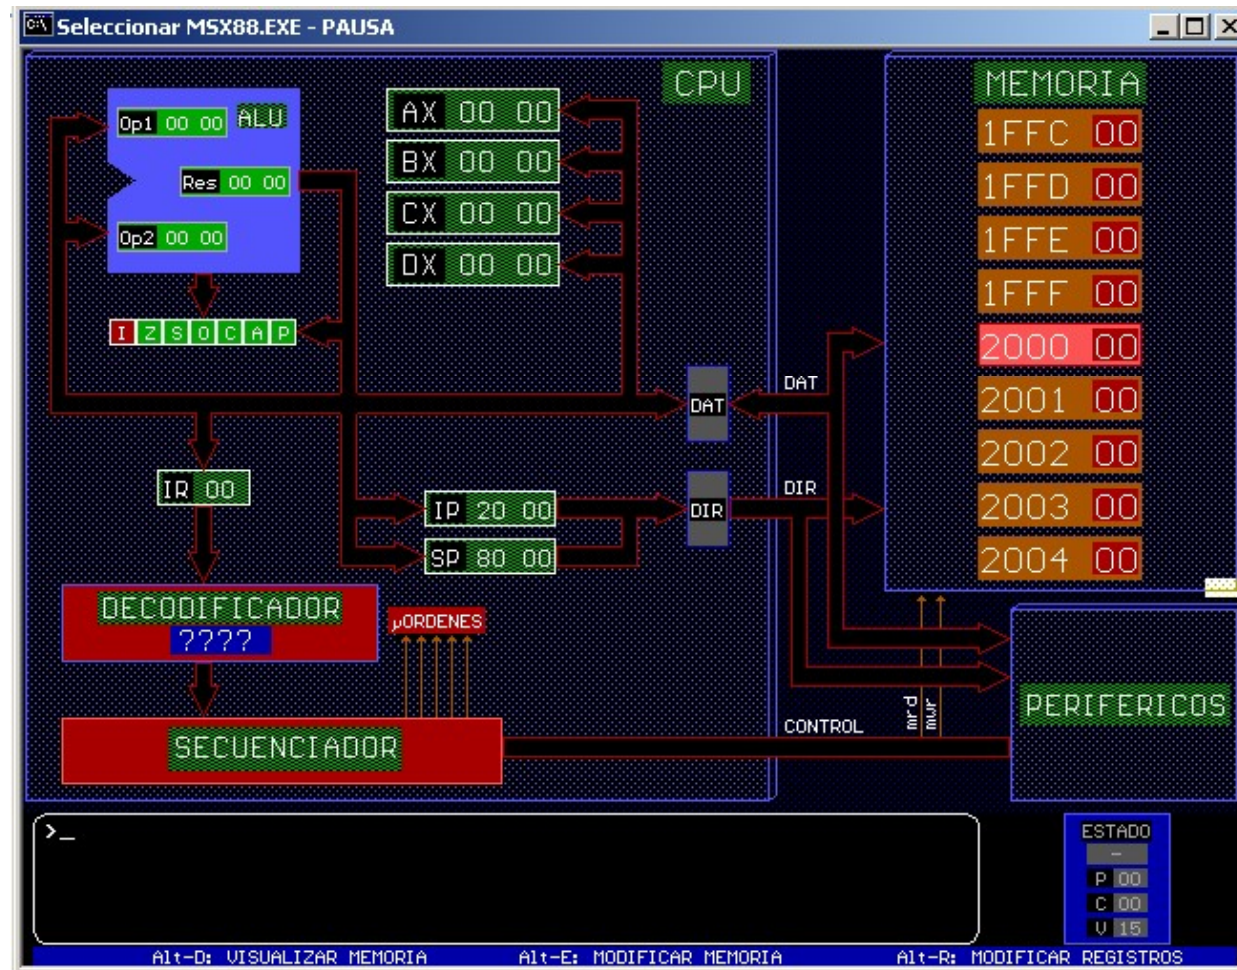 Seleccionar MSX88.EXE - PAUSA
CPU
MEMORIA
Op1 00 00
ALU
Res 00 00
Op2 00 00
I Z S O C A P
AX 00 00
BX 00 00
CX 00 00
DX 00 00
1FFC 00
1FFD 00
1FFE 00
1FFF 00
2000 00
2001 00
2002 00
2003 00
2004 00
DAT
DAT
IR 00
IP 20 00
SP 80 00
DIR
DIR
DECODIFICADOR
????
µORDENES
SECUENCIADOR
CONTROL
mrd
mwr
PERIFERICOS
>_
ESTADO
-
P 00
C 00
V 15
Alt-D: VISUALIZAR MEMORIA Alt-E: MODIFICAR MEMORIA Alt-R: MODIFICAR REGISTROS